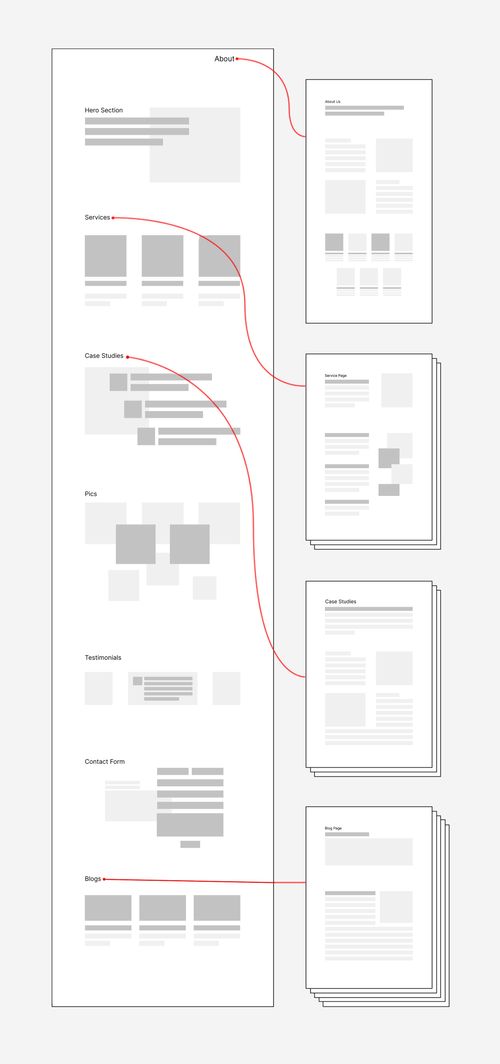 About
Hero Section
Services
Case Studies
Pics
Testimonials
Contact Form
Blogs
About Us
Service Page
Case Studies
Blog Page